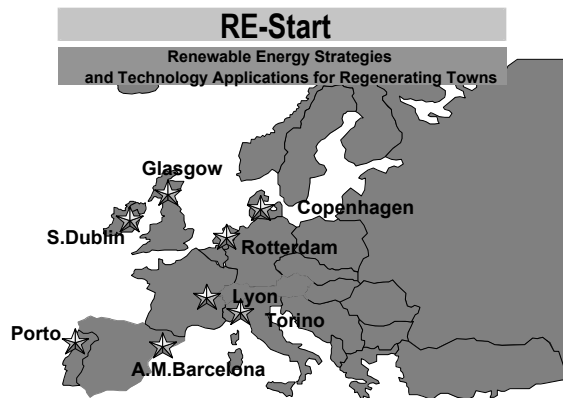 RE-Start
Renewable Energy Strategies
and Technology Applications for Regenerating Towns
Glasgow
Copenhagen
S.Dublin
Rotterdam
Lyon
Torino
Porto
A.M.Barcelona